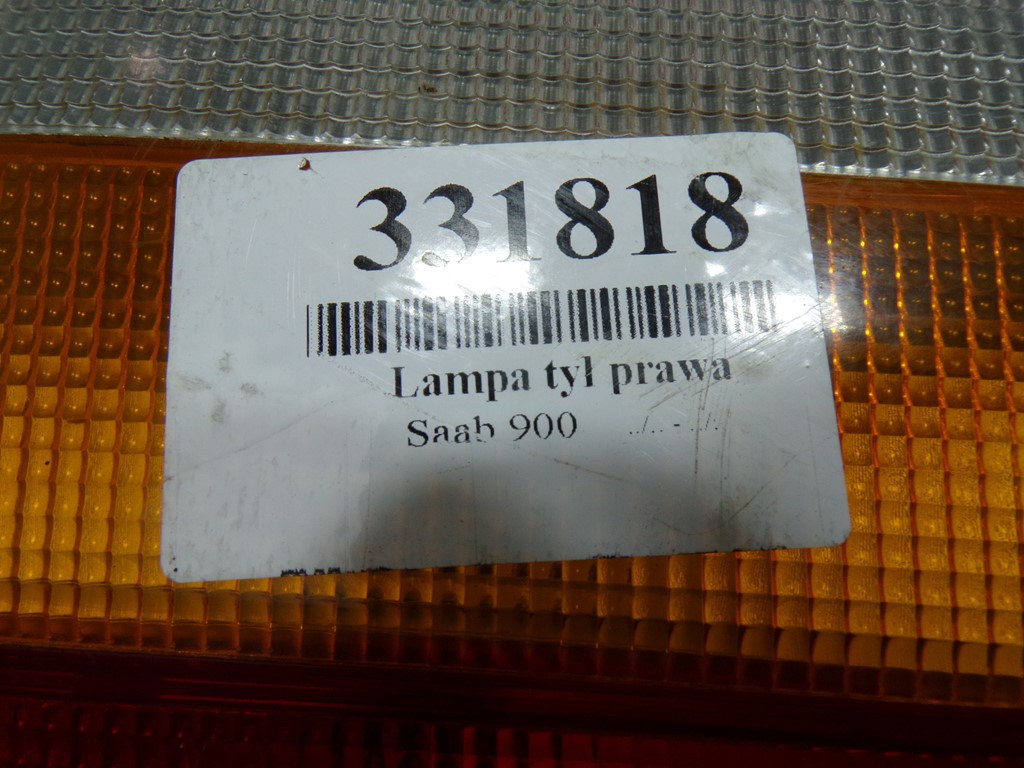 331818
Lampa tył prawa
Saab 900 ../.. - ../..